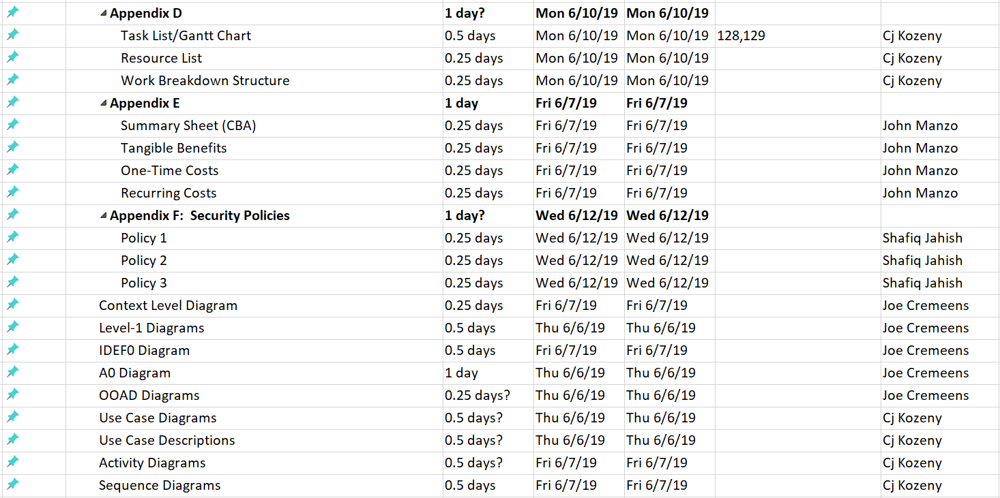 Appendix D 1 day? Mon 6/10/19 Mon 6/10/19
Task List/Gantt Chart 0.5 days Mon 6/10/19 Mon 6/10/19 128,129 Cj Kozeny
Resource List 0.25 days Mon 6/10/19 Mon 6/10/19 Cj Kozeny
Work Breakdown Structure 0.25 days Mon 6/10/19 Mon 6/10/19 Cj Kozeny
Appendix E 1 day Fri 6/7/19 Fri 6/7/19
Summary Sheet (CBA) 0.25 days Fri 6/7/19 Fri 6/7/19 John Manzo
Tangible Benefits 0.25 days Fri 6/7/19 Fri 6/7/19 John Manzo
One-Time Costs 0.25 days Fri 6/7/19 Fri 6/7/19 John Manzo
Recurring Costs 0.25 days Fri 6/7/19 Fri 6/7/19 John Manzo
Appendix F:  Security Policies 1 day? Wed 6/12/19 Wed 6/12/19
Policy 1 0.25 days Wed 6/12/19 Wed 6/12/19 Shafiq Jahish
Policy 2 0.25 days Wed 6/12/19 Wed 6/12/19 Shafiq Jahish
Policy 3 0.25 days Wed 6/12/19 Wed 6/12/19 Shafiq Jahish
Context Level Diagram 0.25 days Fri 6/7/19 Fri 6/7/19 Joe Cremeens
Level-1 Diagrams 0.5 days Thu 6/6/19 Thu 6/6/19 Joe Cremeens
IDEF0 Diagram 0.5 days Fri 6/7/19 Fri 6/7/19 Joe Cremeens
A0 Diagram 1 day Thu 6/6/19 Thu 6/6/19 Joe Cremeens
OOAD Diagrams 0.25 days? Thu 6/6/19 Thu 6/6/19 Joe Cremeens
Use Case Diagrams 0.5 days? Thu 6/6/19 Thu 6/6/19 Cj Kozeny
Use Case Descriptions 0.5 days? Thu 6/6/19 Thu 6/6/19 Cj Kozeny
Activity Diagrams 0.5 days? Fri 6/7/19 Fri 6/7/19 Cj Kozeny
Sequence Diagrams 0.5 days Fri 6/7/19 Fri 6/7/19 Cj Kozeny